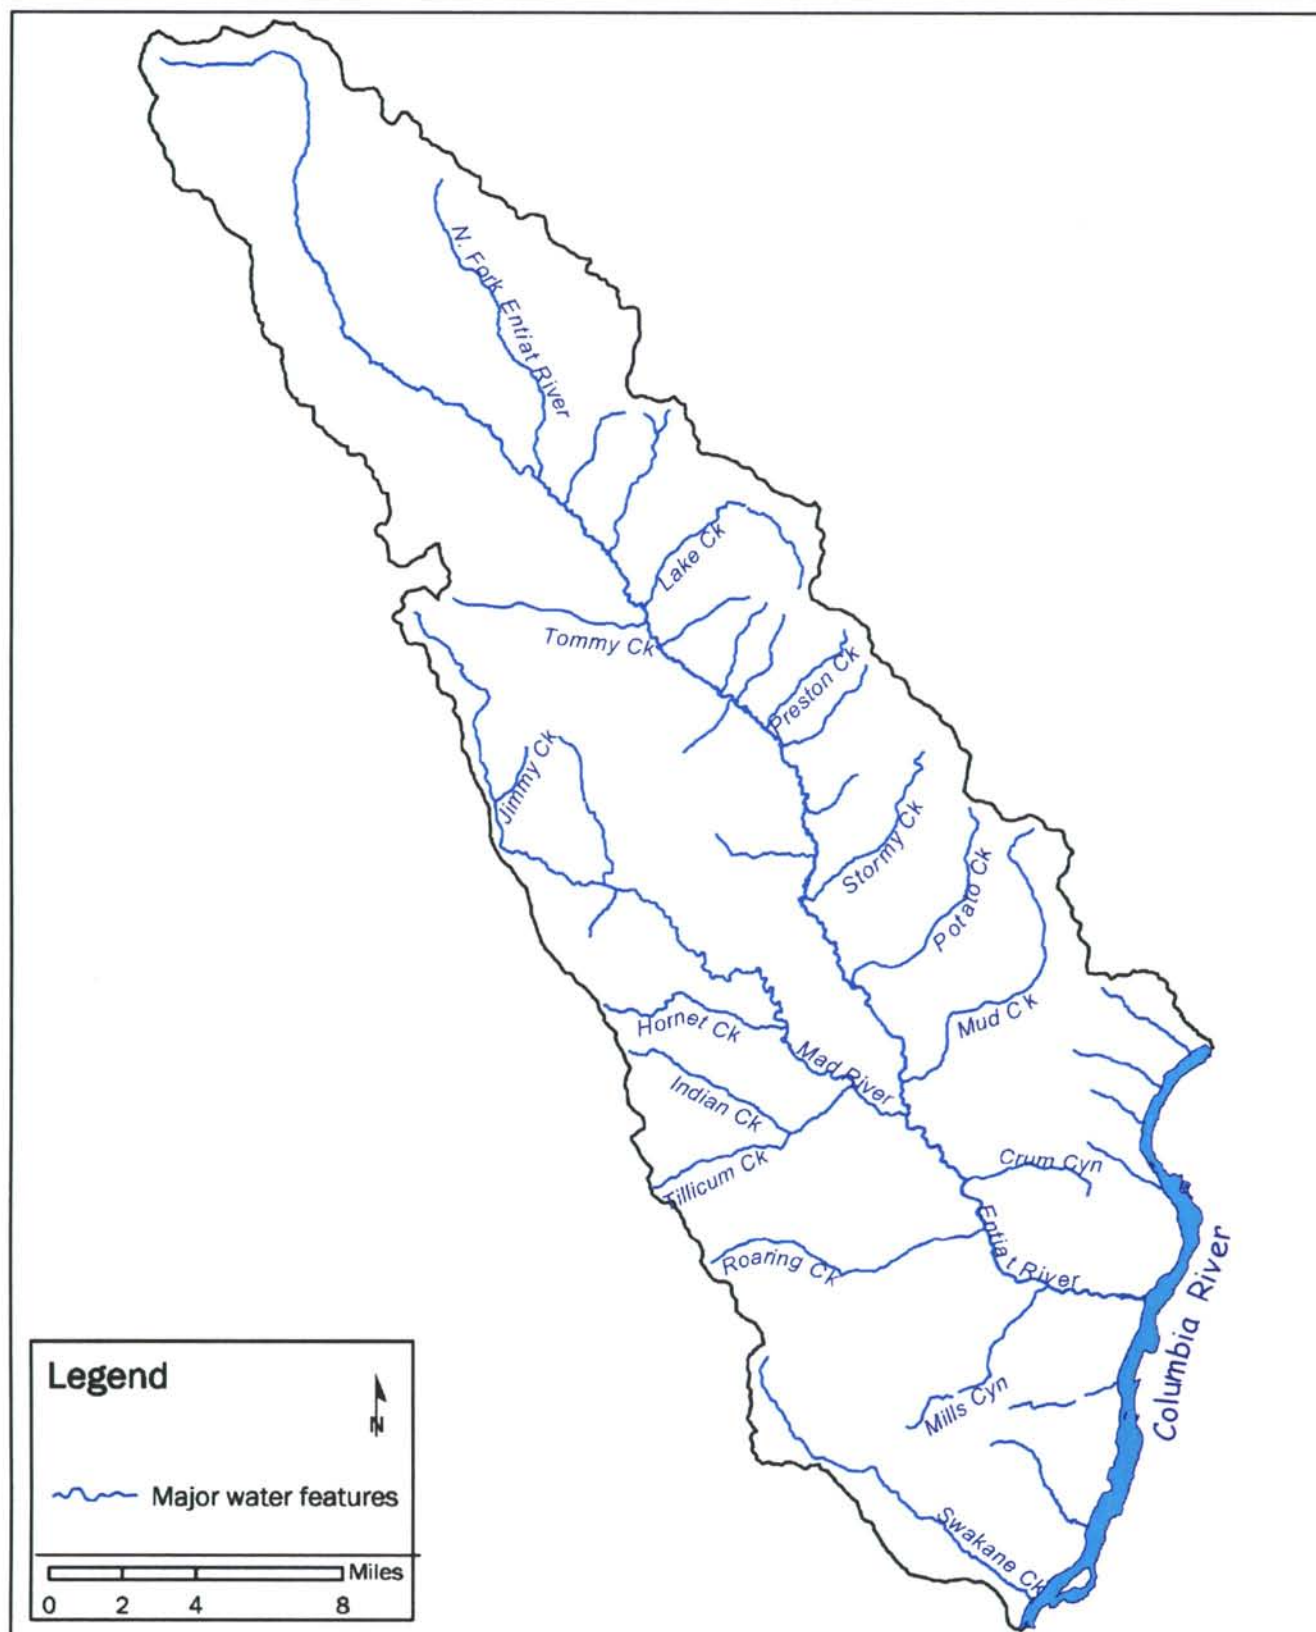 N. Fork Entiat River
Lake Ck
Tommy Ck
Preston Ck
Jimmy Ck
Stormy Ck
Potato Ck
Mud Ck
Hornet Ck
Mad River
Indian Ck
Tillicum Ck
Crum Cyn
Entiat River
Roaring Ck
Columbia River
Mills Cyn
Swakane Ck
Legend
N
Major water features
Miles
0 2 4 8